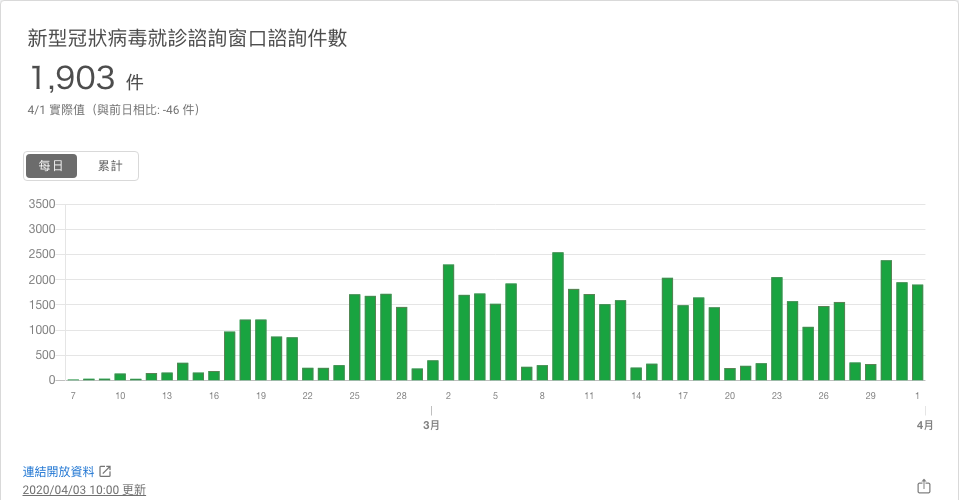 新型冠狀病毒就診諮詢窗口諮詢件數
1,903 件
4/1 實際值（與前日相比: -46 件）
每日 累計
3500
3000
2500
2000
1500
1000
500
0
7 10 13 16 19 22 25 28 2 5 8 11 14 17 20 23 26 29 1
3月 4月
連結開放資料
2020/04/03 10:00 更新